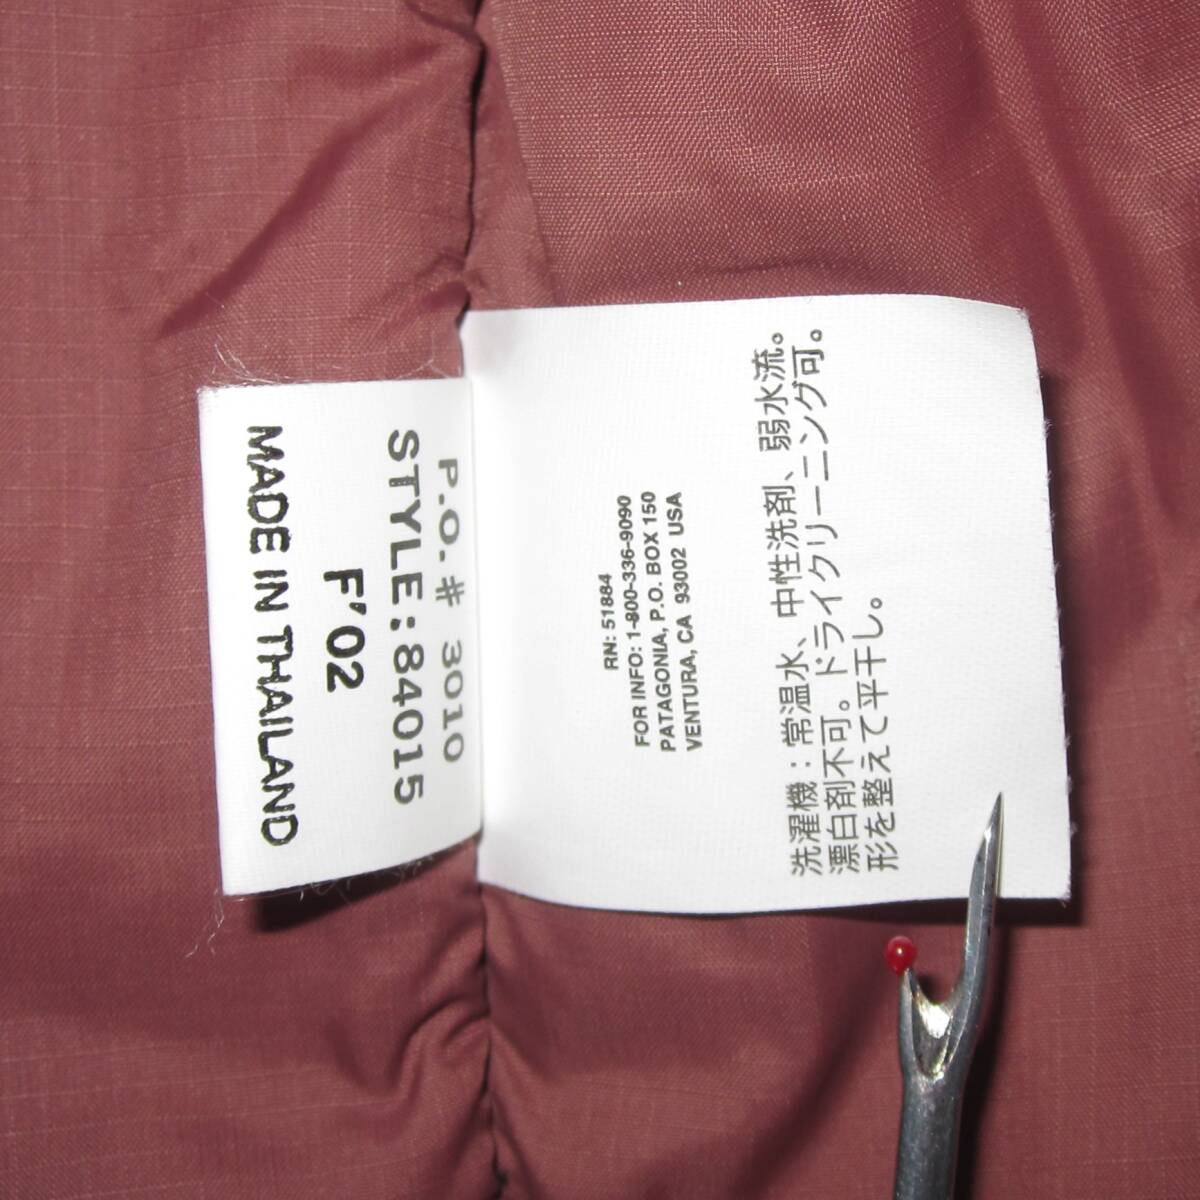 P.O.# 3010
STYLE:84015
F'02
MADE IN THAILAND
RN: 51884
FOR INFO: 1-800-336-9090
PATAGONIA, P.O. BOX 150
VENTURA, CA 93002 USA
洗濯機：常温水、中性洗剤、弱水流。
漂白剤不可。ドライクリーニング可。
形を整えて平干し。